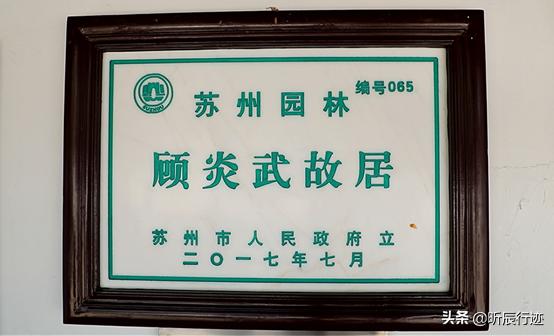 编号065
苏州园林
顾炎武故居
苏州市人民政府立
二〇一七年七月
头条@昕辰行迹